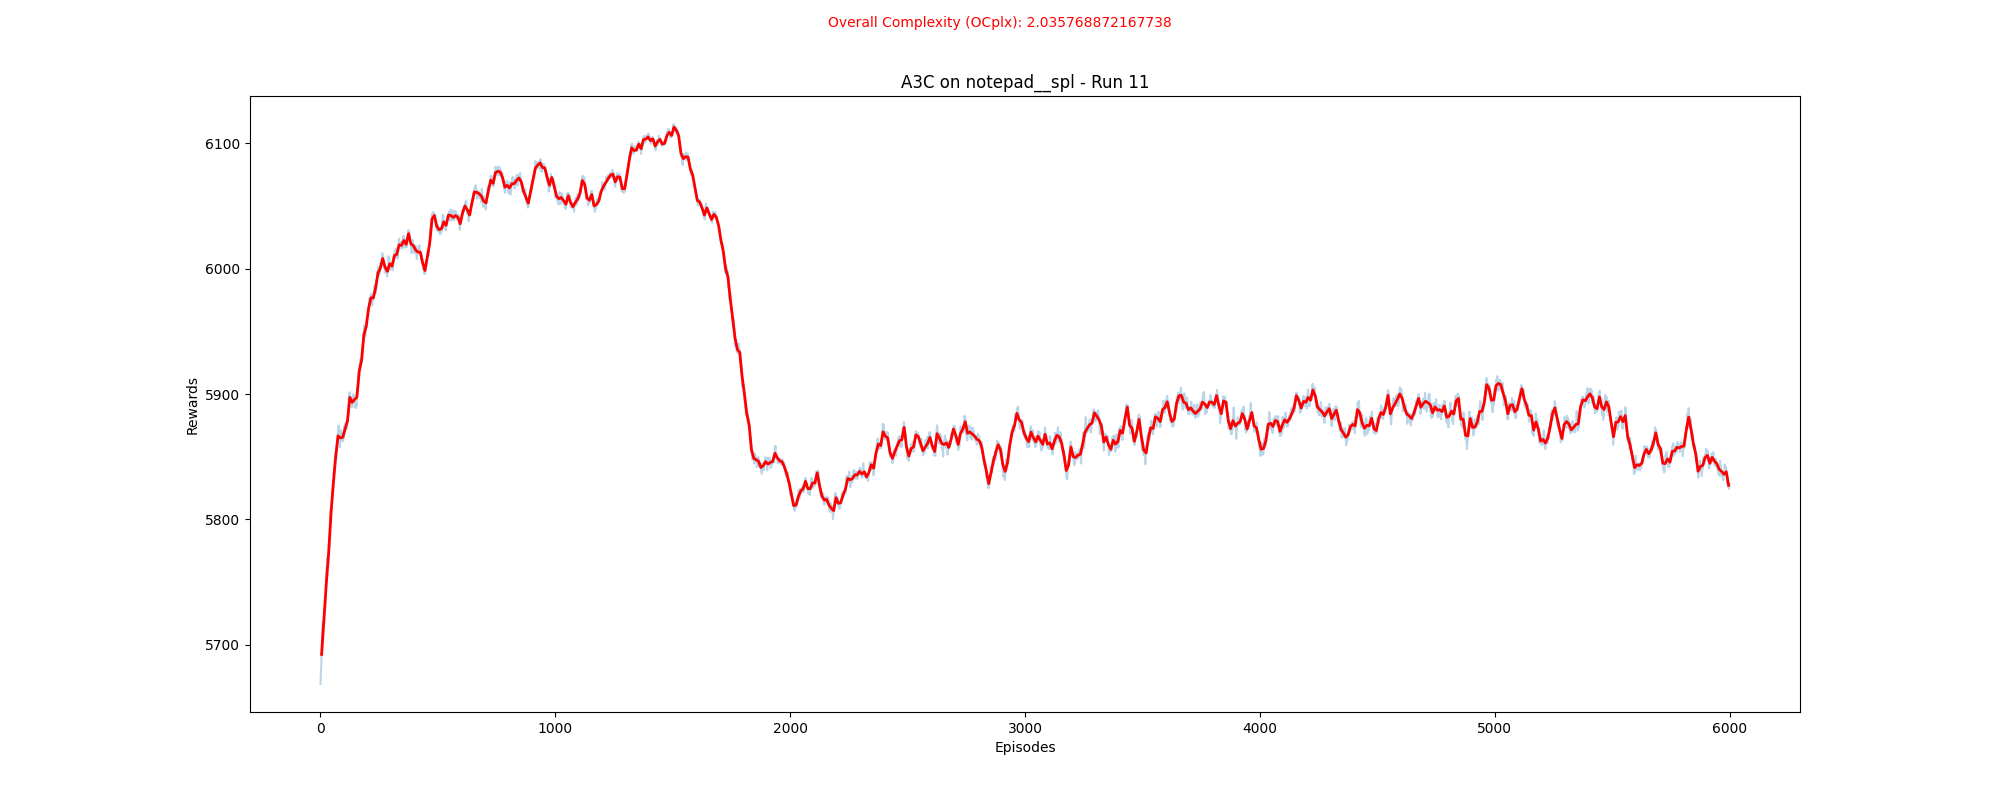 Overall Complexity (OCplx): 2.035768872167738
A3C on notepad__spl - Run 11
Rewards
6100
6000
5900
5800
5700
0 1000 2000 3000 4000 5000 6000
Episodes